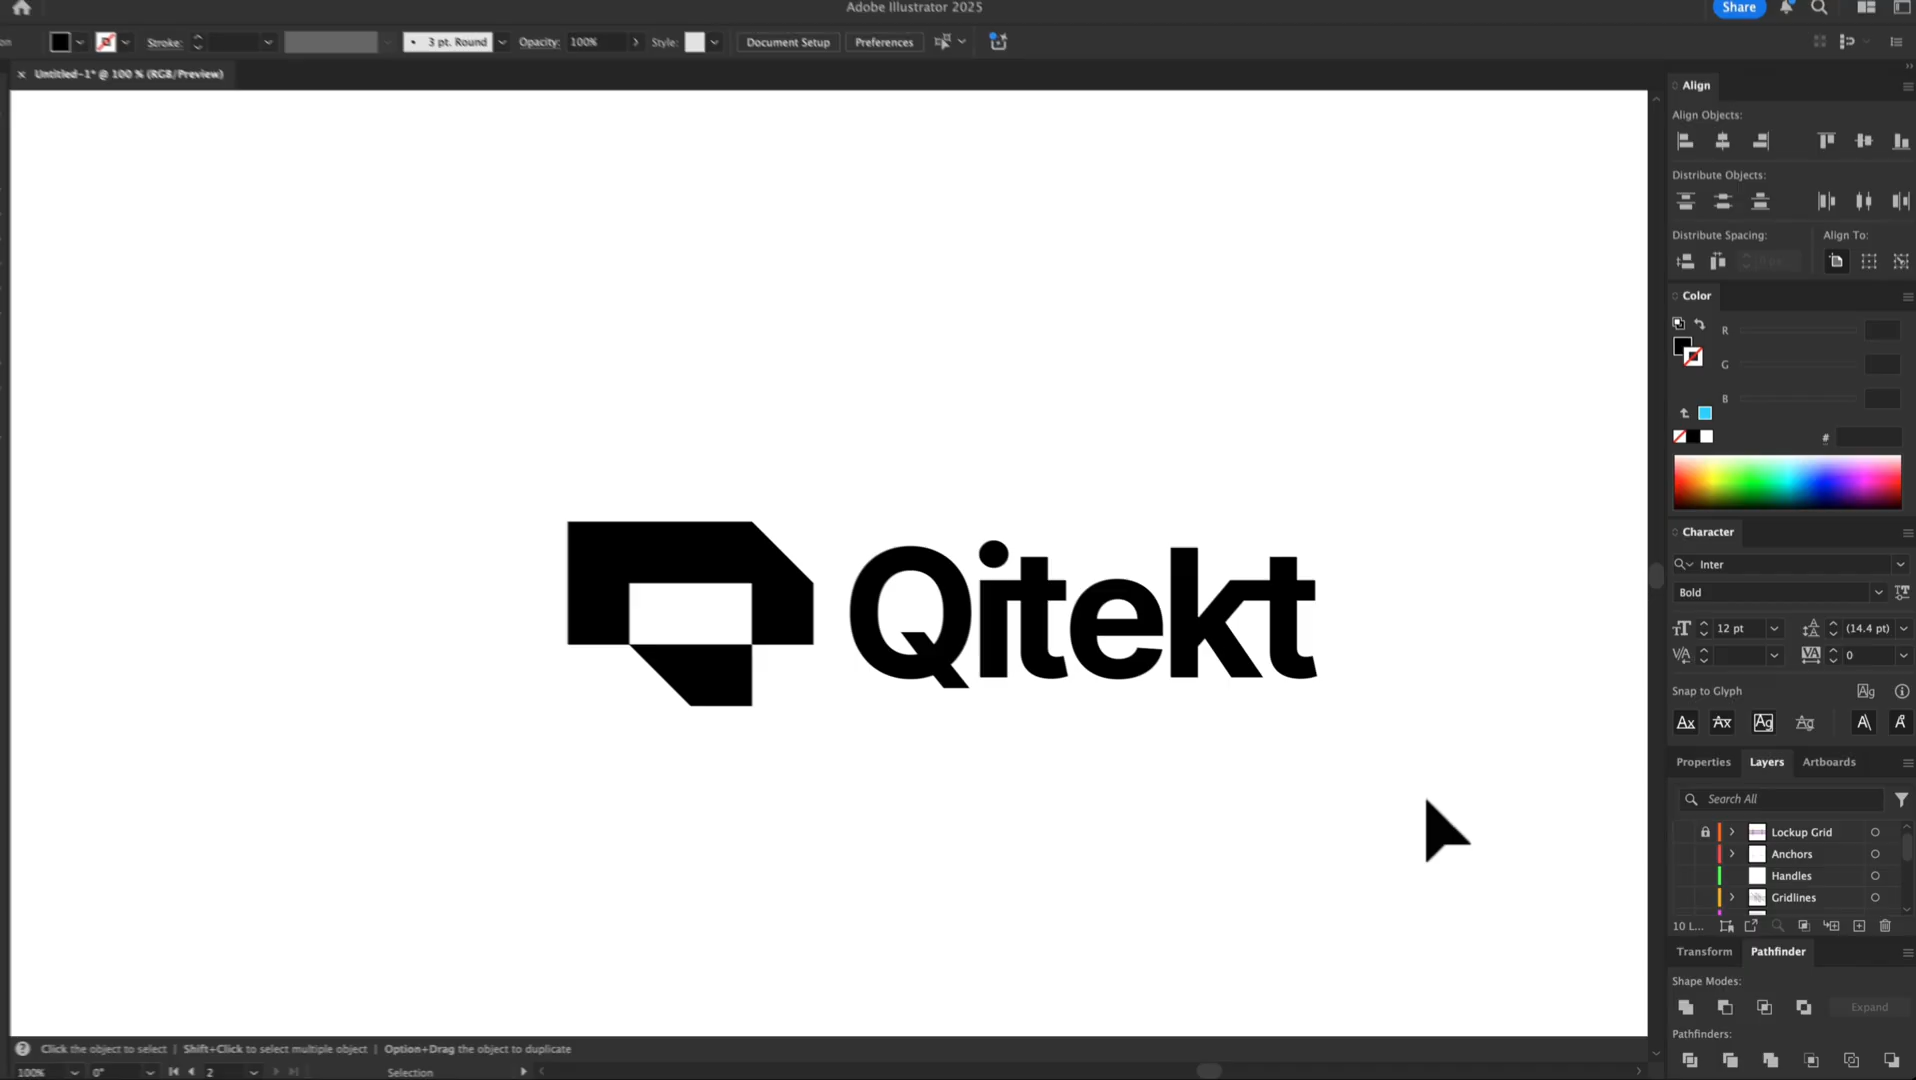 Adobe Illustrator 2025
Share
Stroke:
3 pt. Round
Opacity:
100%
Style:
Document Setup
Preferences
× Untitled-1* @ 100 % (RGB/Preview)
Align
Align Objects:
Distribute Objects:
Distribute Spacing:
Align To:
0 px
Color
R
G
B
#
Character
Inter
Bold
12 pt
(14.4 pt)
0
Snap to Glyph
Qitekt
Properties
Layers
Artboards
Search All
Lockup Grid
Anchors
Handles
Gridlines
10 L...
Transform
Pathfinder
Shape Modes:
Expand
Pathfinders:
Click the object to select | Shift+Click to select multiple object | Option+Drag the object to duplicate
100%
0°
2
Selection